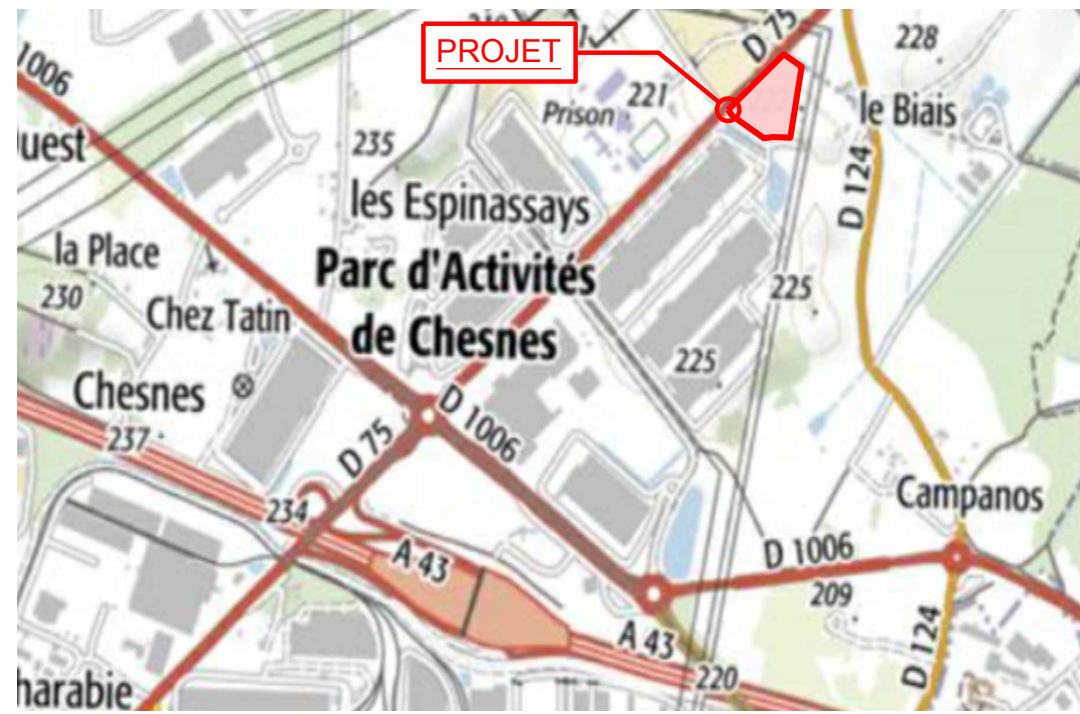 1006
D 75
228
PROJET
221
Prison
le Biais
235
uest
les Espinassays
D 124
la Place
Parc d'Activités
230
225
Chez Tatin
de Chesnes
225
Chesnes
D 1006
237
D 75
Campanos
234
A 43
D 1006
209
A 43
D 124
220
harabie